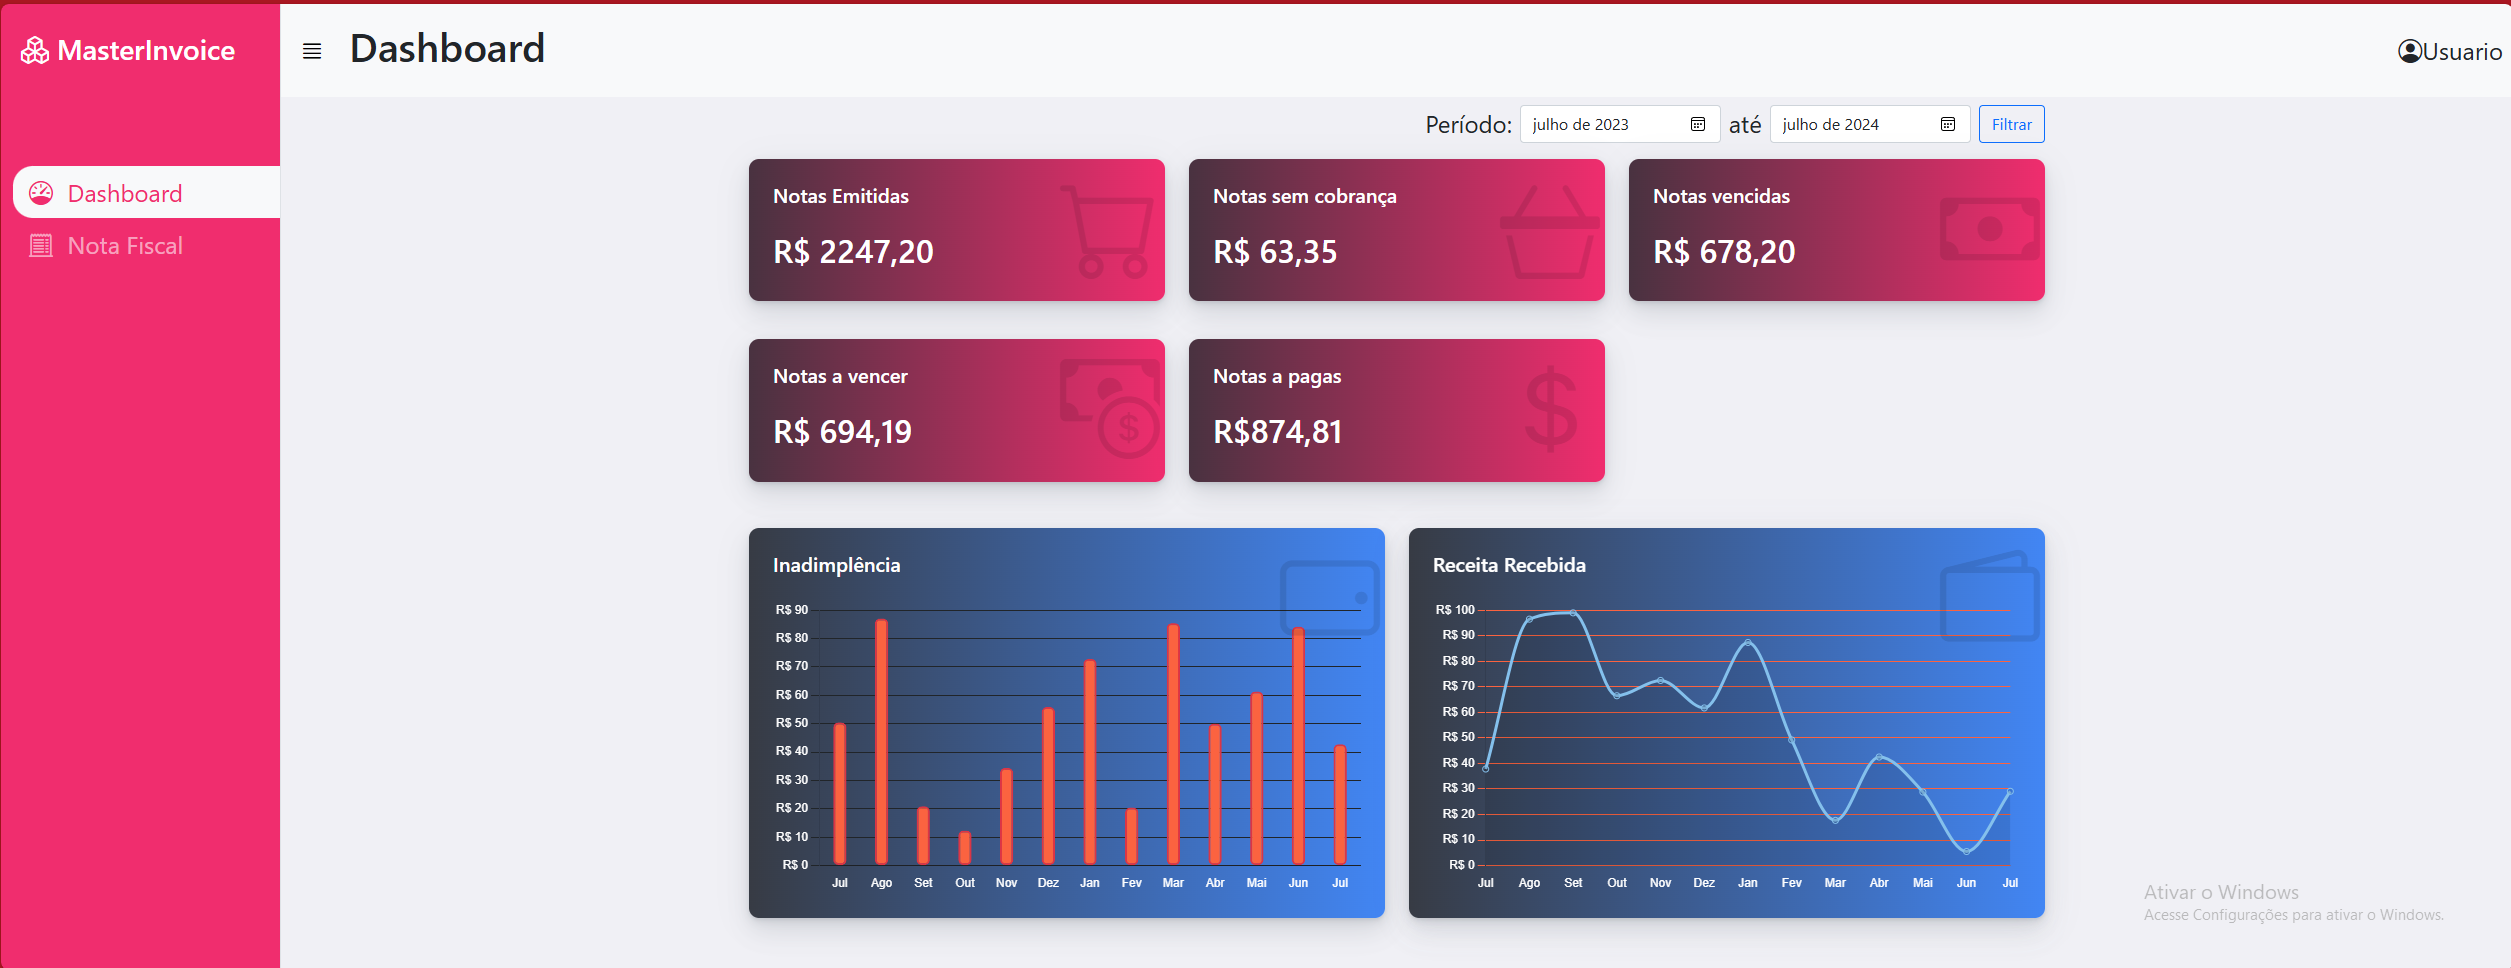 MasterInvoice
Dashboard
Usuario
Dashboard
Nota Fiscal
Período: julho de 2023 até julho de 2024 Filtrar
Notas Emitidas
R$ 2247,20
Notas sem cobrança
R$ 63,35
Notas vencidas
R$ 678,20
Notas a vencer
R$ 694,19
Notas a pagas
R$874,81
Inadimplência
R$ 90
R$ 80
R$ 70
R$ 60
R$ 50
R$ 40
R$ 30
R$ 20
R$ 10
R$ 0
Jul Ago Set Out Nov Dez Jan Fev Mar Abr Mai Jun Jul
Receita Recebida
R$ 100
R$ 90
R$ 80
R$ 70
R$ 60
R$ 50
R$ 40
R$ 30
R$ 20
R$ 10
R$ 0
Jul Ago Set Out Nov Dez Jan Fev Mar Abr Mai Jun Jul
Ativar o Windows
Acesse Configurações para ativar o Windows.